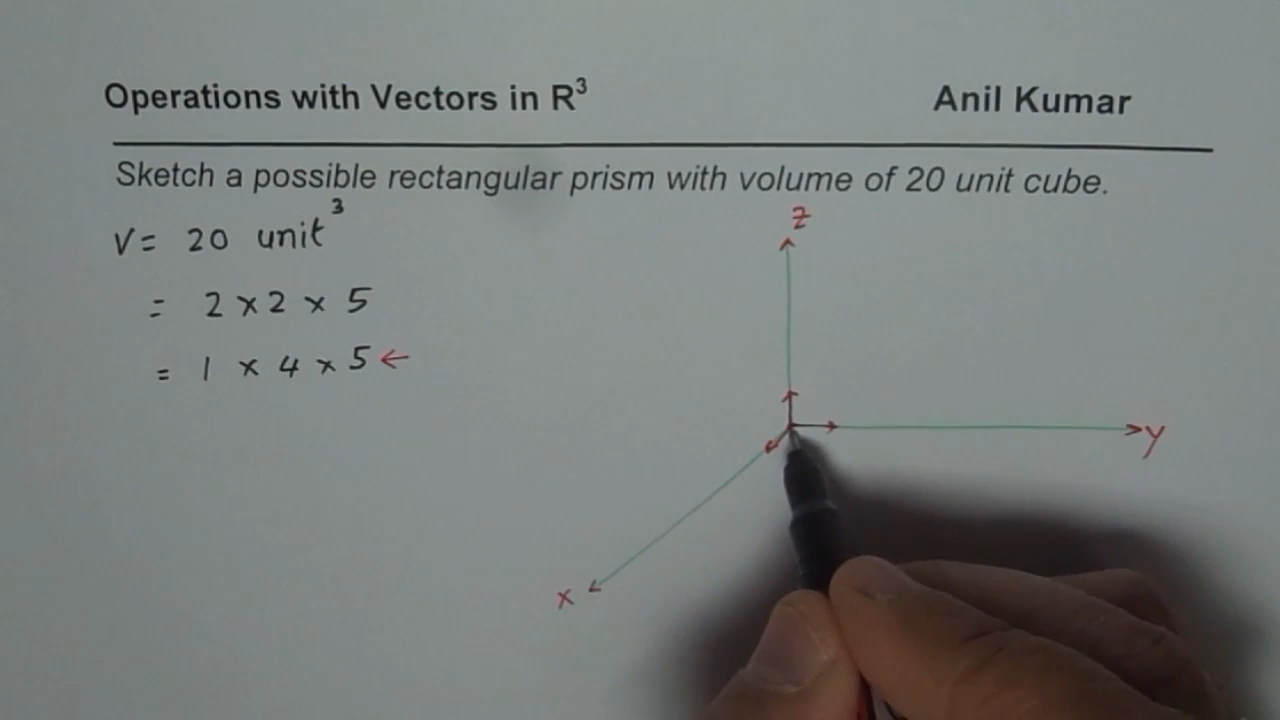 Operations with Vectors in R³
Anil Kumar
Sketch a possible rectangular prism with volume of 20 unit cube.
V = 20 unit³
= 2 × 2 × 5
= 1 × 4 × 5 ←
z
y
x